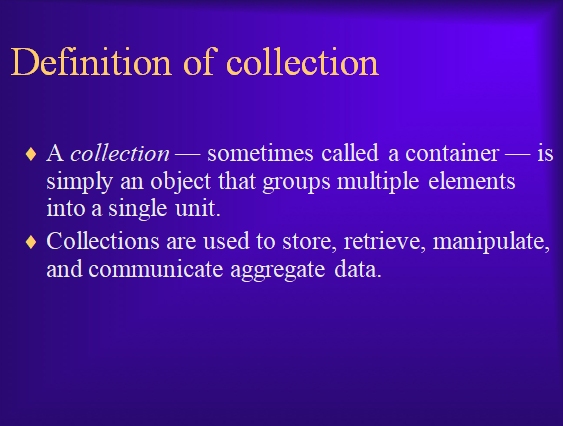 Definition of collection
A collection — sometimes called a container — is
simply an object that groups multiple elements
into a single unit.
Collections are used to store, retrieve, manipulate,
and communicate aggregate data.